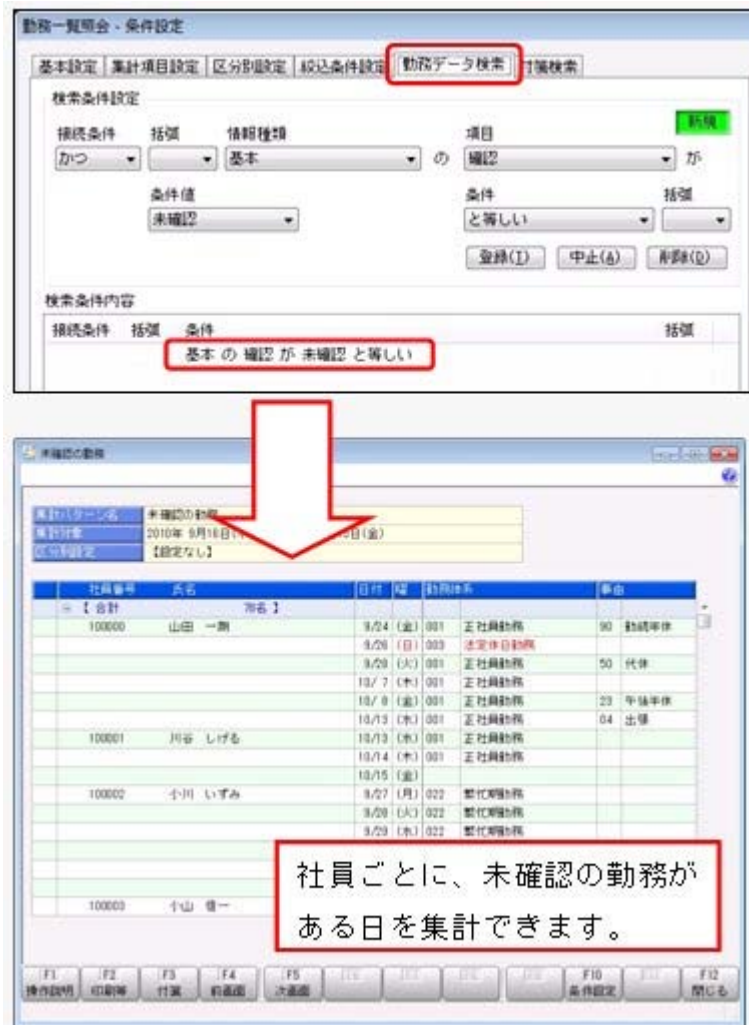 勤務一覧照会 - 条件設定
基本設定 集計項目設定 区分別設定 絞込条件設定 勤務データ検索 付箋検索
検索条件設定
新規
接続条件 括弧 情報種類 項目
かつ 基本 の 確認 が
条件値 条件 括弧
未確認 と等しい
登録(I) 中止(A) 削除(D)
検索条件内容
接続条件 括弧 条件 括弧
基本 の 確認 が 未確認 と等しい
未確認の勤務
集計パターン名 未確認の勤務
集計対象 2010年 9月16日 日(金)
区分別設定 【設定なし】
社員番号 氏名 日付 曜 勤務体系 事由
【 合計 78名 】
100000 山田 一朗 9/24 (金) 001 正社員勤務 90 勤続年休
9/26 (日) 003 法定休日勤務
9/28 (火) 001 正社員勤務 50 代休
10/ 7 (木) 001 正社員勤務
10/ 8 (金) 001 正社員勤務 23 午後年休
10/13 (水) 001 正社員勤務 04 出張
100001 川谷 しげる 10/13 (水) 001 正社員勤務
10/14 (木) 001 正社員勤務
10/15 (金)
100002 小川 いずみ 9/27 (月) 022 繁忙期勤務
9/28 (火) 022 繁忙期勤務
9/29 (水) 022 繁忙期勤務
100003 小山 信一
社員ごとに、未確認の勤務が
ある日を集計できます。
F1 F2 F3 F4 F5 F10 F12
操作説明 印刷等 付箋 前画面 次画面 条件設定 閉じる